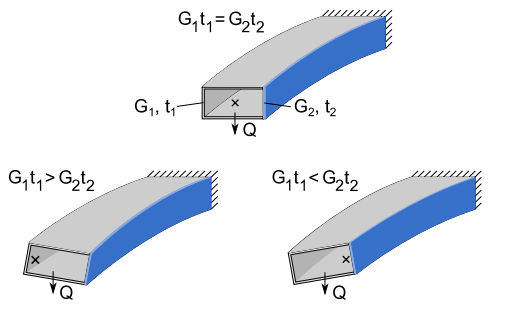 G₁t₁=G₂t₂
G₁, t₁
G₂, t₂
Q
G₁t₁>G₂t₂
Q
G₁t₁<G₂t₂
Q